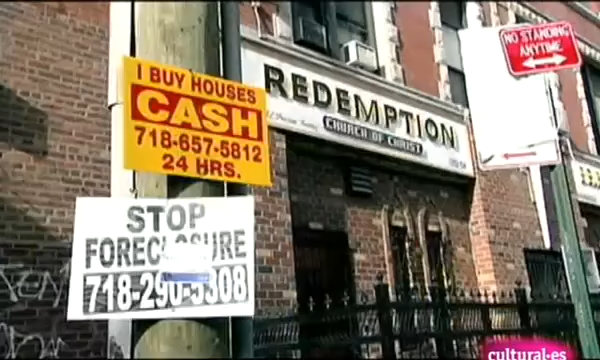 I BUY HOUSES
CASH
718-657-5812
24 HRS.
STOP
FORECLOSURE
REDEMPTION
CHURCH OF CHRIST
NO STANDING
ANYTIME
cultural·es